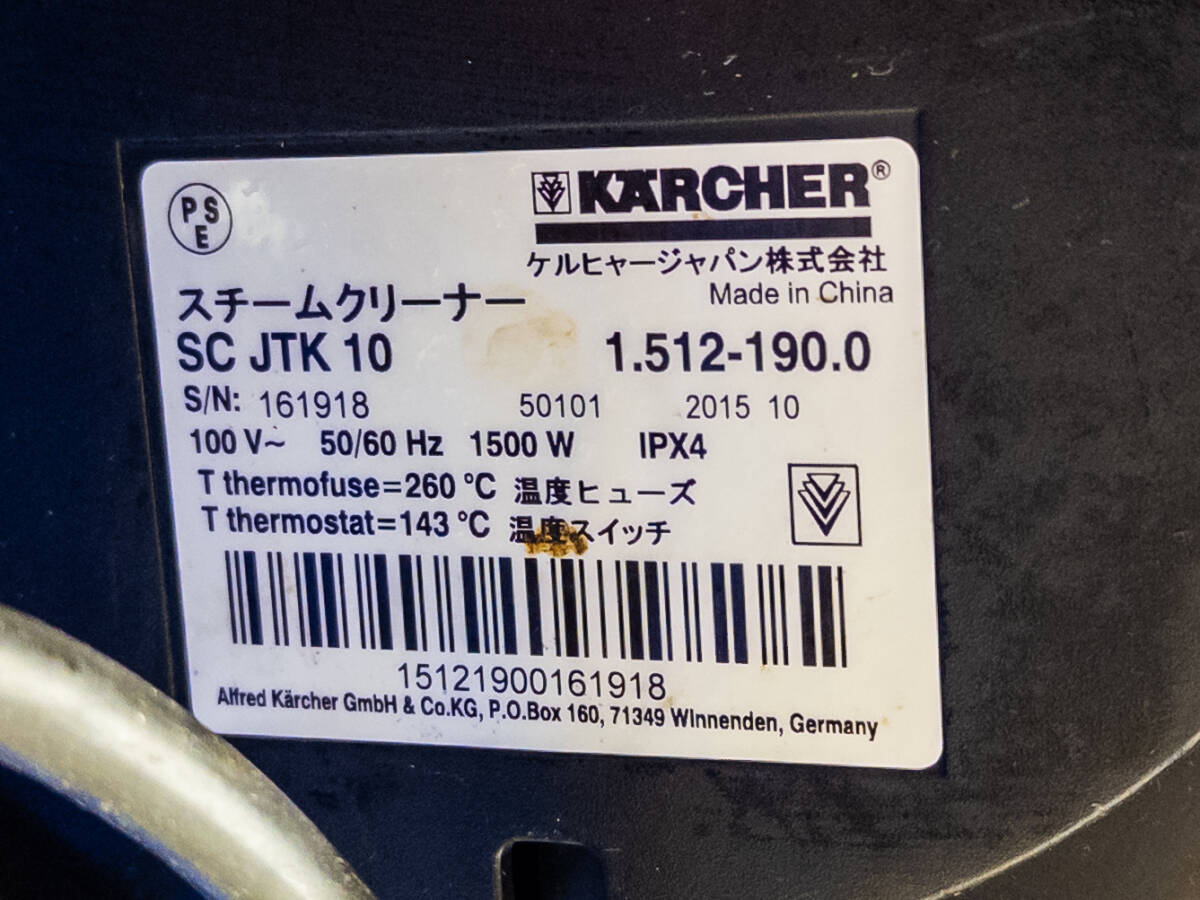 PSE
KÄRCHER®
ケルヒャージャパン株式会社
Made in China
スチームクリーナー
SC JTK 10 1.512-190.0
S/N: 161918 50101 2015 10
100 V~ 50/60 Hz 1500 W IPX4
T thermofuse=260 °C 温度ヒューズ
T thermostat=143 °C 温度スイッチ
15121900161918
Alfred Kärcher GmbH & Co.KG, P.O.Box 160, 71349 Winnenden, Germany